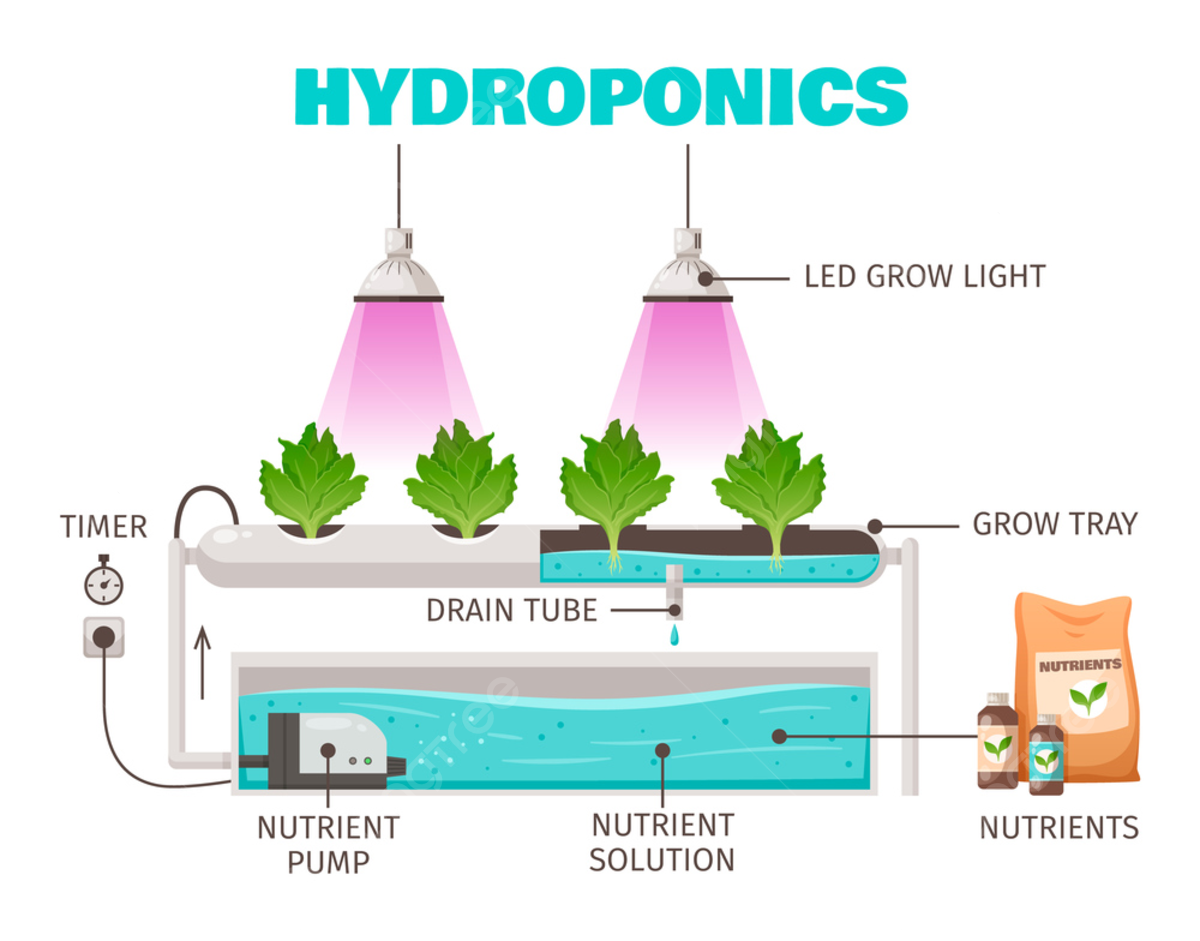 HYDROPONICS
LED GROW LIGHT
TIMER
GROW TRAY
DRAIN TUBE
NUTRIENTS
NUTRIENT
PUMP
NUTRIENT
SOLUTION
NUTRIENTS